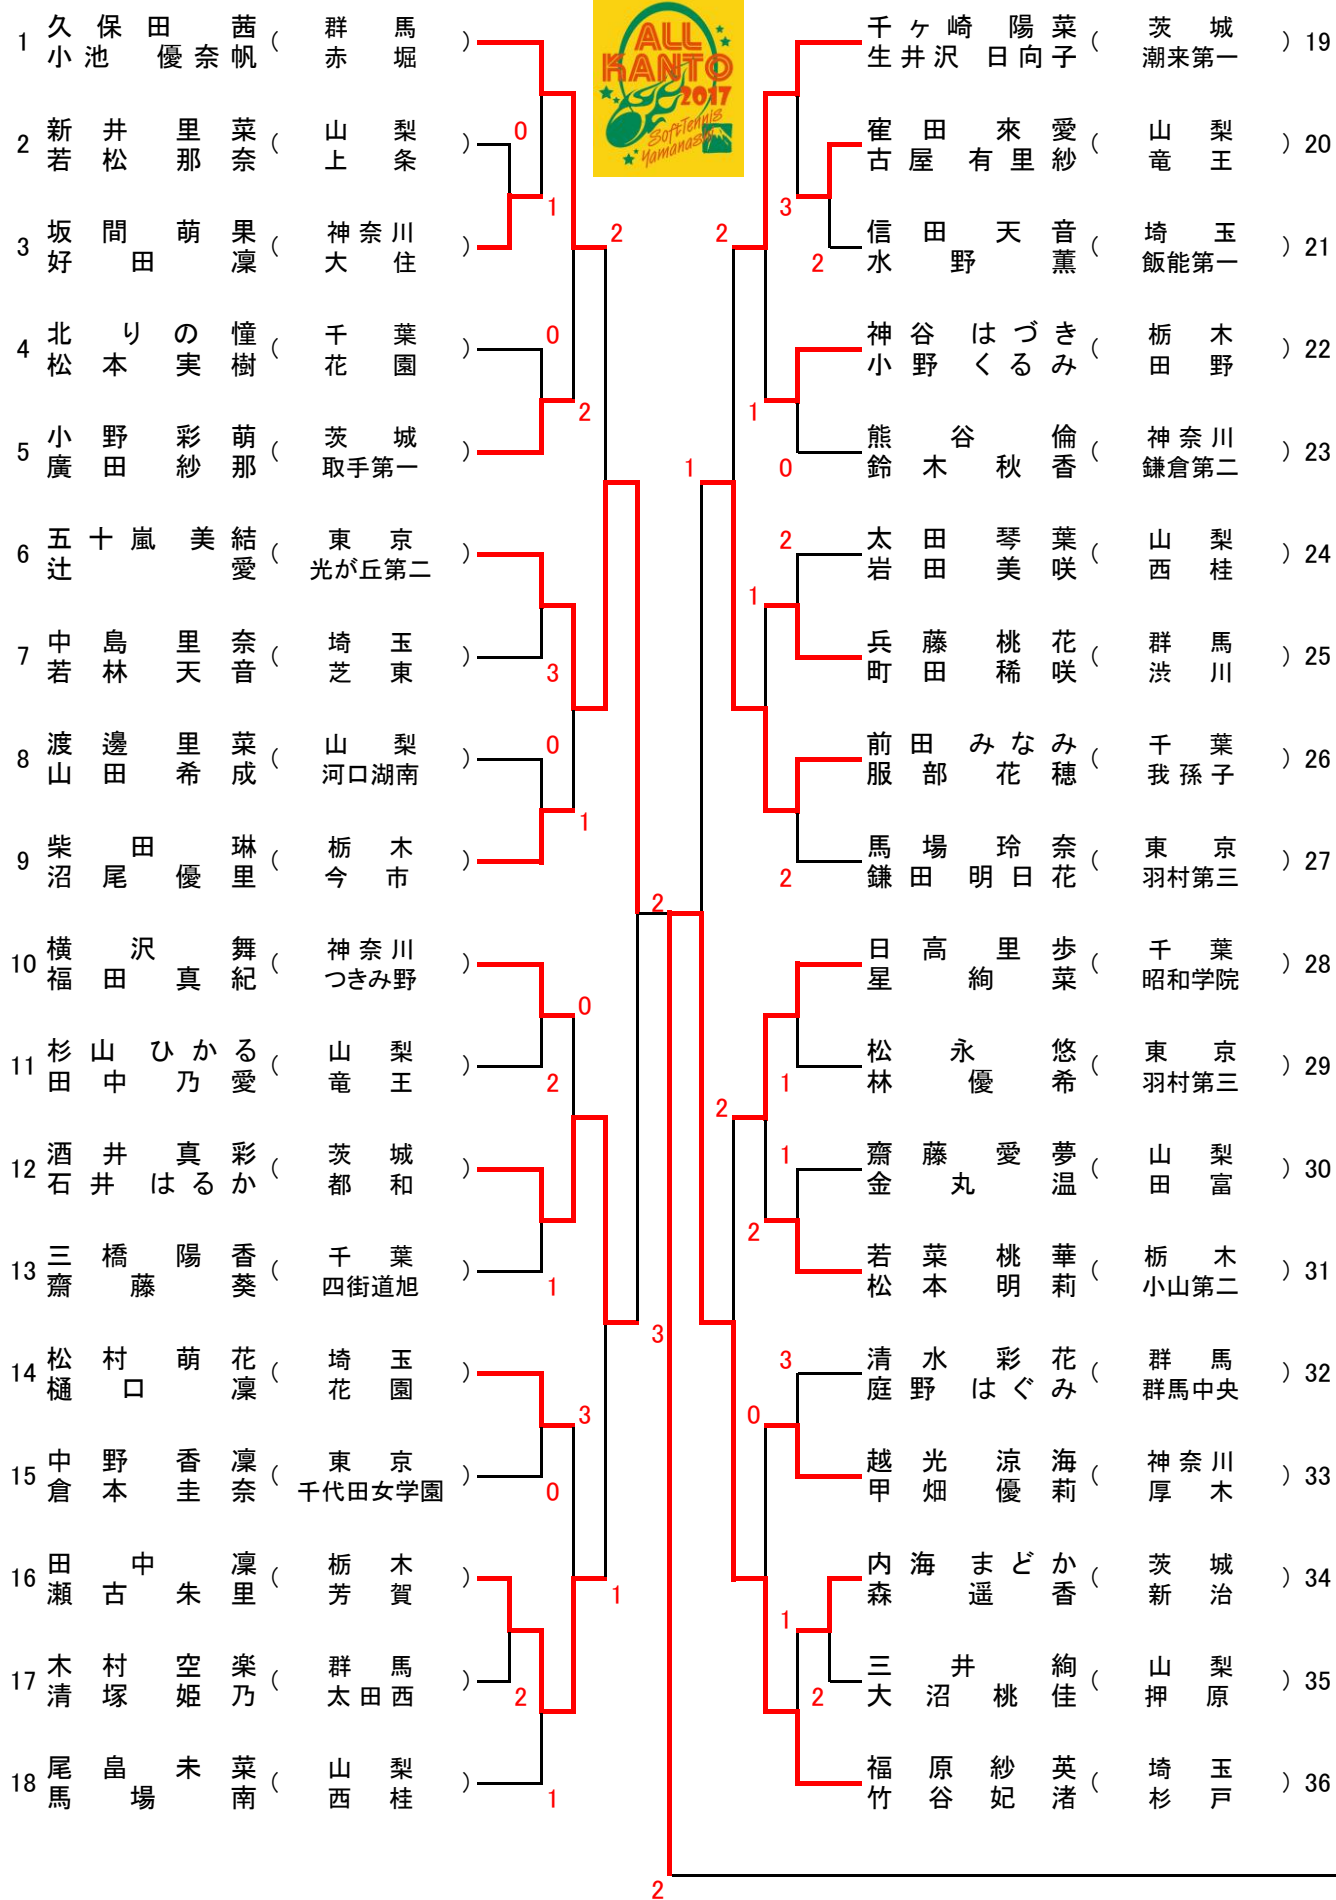 ALL
KANTO
2017
SoftTennis
Yamanashi
1 久保田 茜 ( 群馬 )
小池 優奈帆 赤堀
2 新井 里菜 ( 山梨 )
若松 那奈 上条
0
3 坂間 萌果 ( 神奈川 )
好田 凜 大住
1
2
4 北 りの憧 ( 千葉 )
松本 実樹 花園
0
5 小野 彩萌 ( 茨城 )
廣田 紗那 取手第一
2
6 五十嵐 美結 ( 東京 )
辻 愛 光が丘第二
7 中島 里奈 ( 埼玉 )
若林 天音 芝東
3
8 渡邊 里菜 ( 山梨 )
山田 希成 河口湖南
0
9 柴田 琳 ( 栃木 )
沼尾 優里 今市
1
2
10 横沢 舞 ( 神奈川 )
福田 真紀 つきみ野
0
11 杉山 ひかる ( 山梨 )
田中 乃愛 竜王
2
12 酒井 真彩 ( 茨城 )
石井 はるか 都和
13 三橋 陽香 ( 千葉 )
齋藤 葵 四街道旭
1
3
14 松村 萌花 ( 埼玉 )
樋口 凜 花園
3
15 中野 香凜 ( 東京 )
倉本 圭奈 千代田女学園
0
16 田中 凜 ( 栃木 )
瀬古 朱里 芳賀
1
17 木村 空楽 ( 群馬 )
清塚 姫乃 太田西
2
18 尾畠 未菜 ( 山梨 )
馬場 南 西桂
1
千ヶ崎 陽菜 ( 茨城 ) 19
生井沢 日向子 潮来第一
田 來愛 ( 山梨 ) 20
古屋 有里紗 竜王
3
2
信田 天音 ( 埼玉 ) 21
水野 薫 飯能第一
2
神谷 はづき ( 栃木 ) 22
小野 くるみ 田野
1
熊谷 倫 ( 神奈川 ) 23
鈴木 秋香 鎌倉第二
0
1
太田 琴葉 ( 山梨 ) 24
岩田 美咲 西桂
2
1
兵藤 桃花 ( 群馬 ) 25
町田 稀咲 渋川
前田 みなみ ( 千葉 ) 26
服部 花穂 我孫子
馬場 玲奈 ( 東京 ) 27
鎌田 明日花 羽村第三
2
日高 里歩 ( 千葉 ) 28
星 絢菜 昭和学院
松永 悠 ( 東京 ) 29
林 優希 羽村第三
1
2
齋藤 愛夢 ( 山梨 ) 30
金丸 温 田富
1
若菜 桃華 ( 栃木 ) 31
松本 明莉 小山第二
2
清水 彩花 ( 群馬 ) 32
庭野 はぐみ 群馬中央
3
0
越光 涼海 ( 神奈川 ) 33
甲畑 優莉 厚木
内海 まどか ( 茨城 ) 34
森 遥香 新治
1
三井 絢 ( 山梨 ) 35
大沼 桃佳 押原
2
福原 紗英 ( 埼玉 ) 36
竹谷 妃渚 杉戸
2